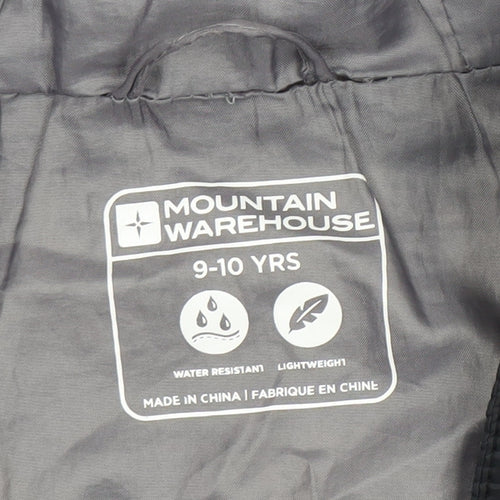 MOUNTAIN
WAREHOUSE
9-10 YRS
WATER RESISTANT LIGHTWEIGHT
MADE IN CHINA | FABRIQUE EN CHINE